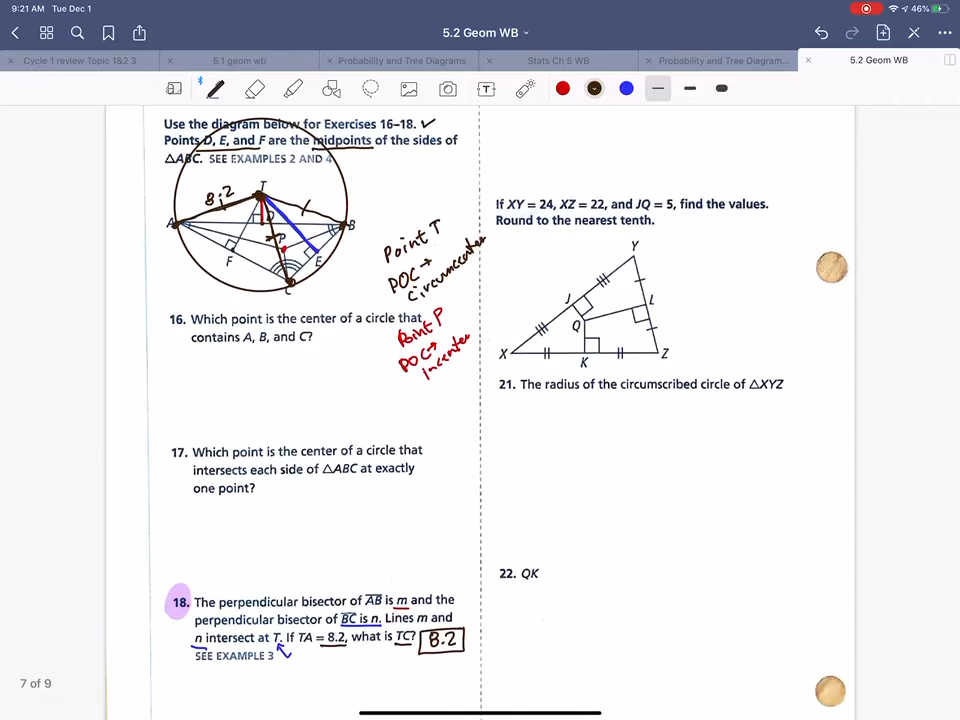 9:21 AM Tue Dec 1
46%
5.2 Geom WB
Cycle 1 review Topic 1&2 3
5.1 geom wb
Probability and Tree Diagrams
Stats Ch 5 WB
Probability and Tree Diagram...
5.2 Geom WB
Use the diagram below for Exercises 16–18.
Points D, E, and F are the midpoints of the sides of
△ABC. SEE EXAMPLES 2 AND 4
8.2
T
A
D
B
P
F
E
C
Point T
POC→
Circumcenter
Point P
POC→
Incenter
16. Which point is the center of a circle that
contains A, B, and C?
17. Which point is the center of a circle that
intersects each side of △ABC at exactly
one point?
18. The perpendicular bisector of AB is m and the
perpendicular bisector of BC is n. Lines m and
n intersect at T. If TA = 8.2, what is TC? 8.2
SEE EXAMPLE 3
If XY = 24, XZ = 22, and JQ = 5, find the values.
Round to the nearest tenth.
Y
J
L
Q
X
K
Z
21. The radius of the circumscribed circle of △XYZ
22. QK
7 of 9